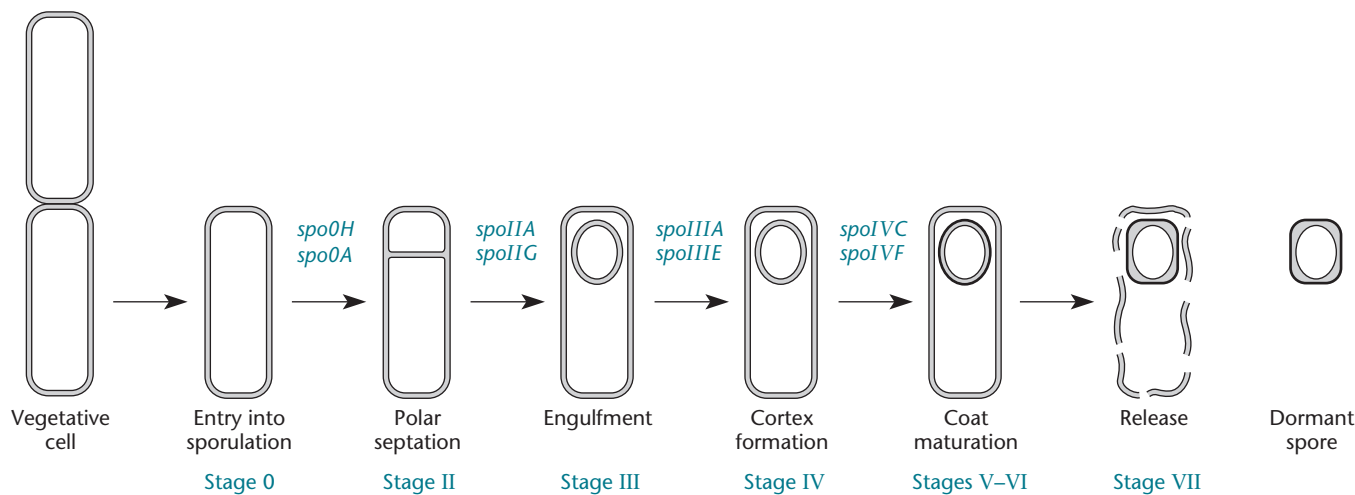 spo0H
spo0A
spoIIA
spoIIG
spoIIIA
spoIIIE
spoIVC
spoIVF
Vegetative
cell
Entry into
sporulation
Polar
septation
Engulfment
Cortex
formation
Coat
maturation
Release
Dormant
spore
Stage 0
Stage II
Stage III
Stage IV
Stages V–VI
Stage VII